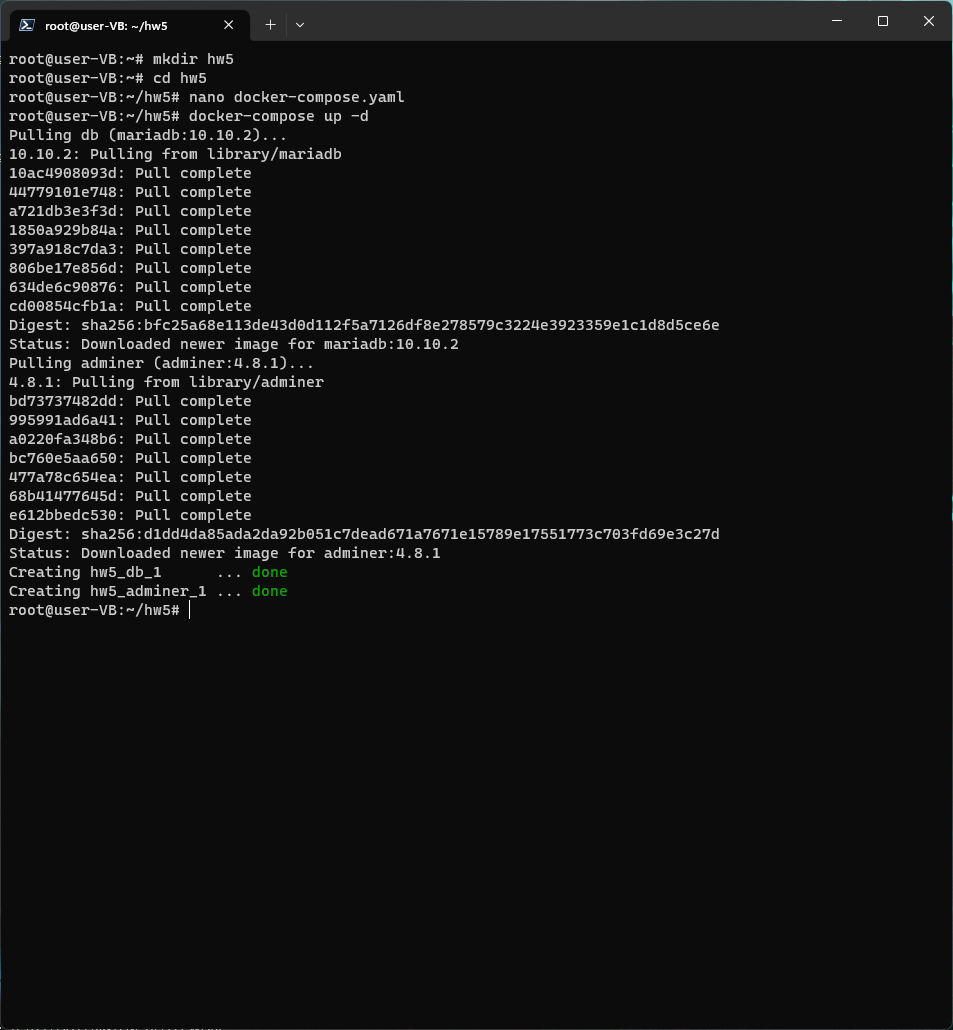 root@user-VB: ~/hw5
root@user-VB:~# mkdir hw5
root@user-VB:~# cd hw5
root@user-VB:~/hw5# nano docker-compose.yaml
root@user-VB:~/hw5# docker-compose up -d
Pulling db (mariadb:10.10.2)...
10.10.2: Pulling from library/mariadb
10ac4908093d: Pull complete
44779101e748: Pull complete
a721db3e3f3d: Pull complete
1850a929b84a: Pull complete
397a918c7da3: Pull complete
806be17e856d: Pull complete
634de6c90876: Pull complete
cd00854cfb1a: Pull complete
Digest: sha256:bfc25a68e113de43d0d112f5a7126df8e278579c3224e3923359e1c1d8d5ce6e
Status: Downloaded newer image for mariadb:10.10.2
Pulling adminer (adminer:4.8.1)...
4.8.1: Pulling from library/adminer
bd73737482dd: Pull complete
995991ad6a41: Pull complete
a0220fa348b6: Pull complete
bc760e5aa650: Pull complete
477a78c654ea: Pull complete
68b41477645d: Pull complete
e612bbedc530: Pull complete
Digest: sha256:d1dd4da85ada2da92b051c7dead671a7671e15789e17551773c703fd69e3c27d
Status: Downloaded newer image for adminer:4.8.1
Creating hw5_db_1      ... done
Creating hw5_adminer_1 ... done
root@user-VB:~/hw5#